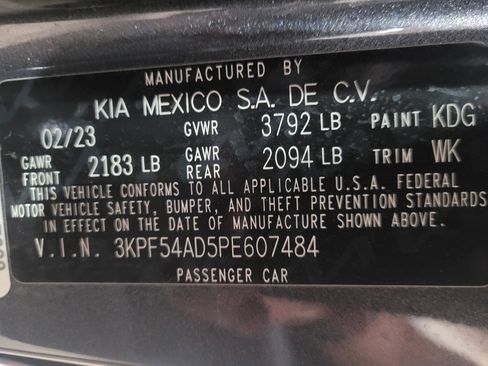 MANUFACTURED BY
KIA MEXICO S.A. DE C.V.
02/23 GVWR 3792 LB PAINT KDG
GAWR FRONT 2183 LB GAWR REAR 2094 LB TRIM WK
THIS VEHICLE CONFORMS TO ALL APPLICABLE U.S.A. FEDERAL
MOTOR VEHICLE SAFETY, BUMPER, AND THEFT PREVENTION STANDARDS
IN EFFECT ON THE DATE OF MANUFACTURE SHOWN ABOVE.
V.I.N. 3KPF54AD5PE607484
PASSENGER CAR